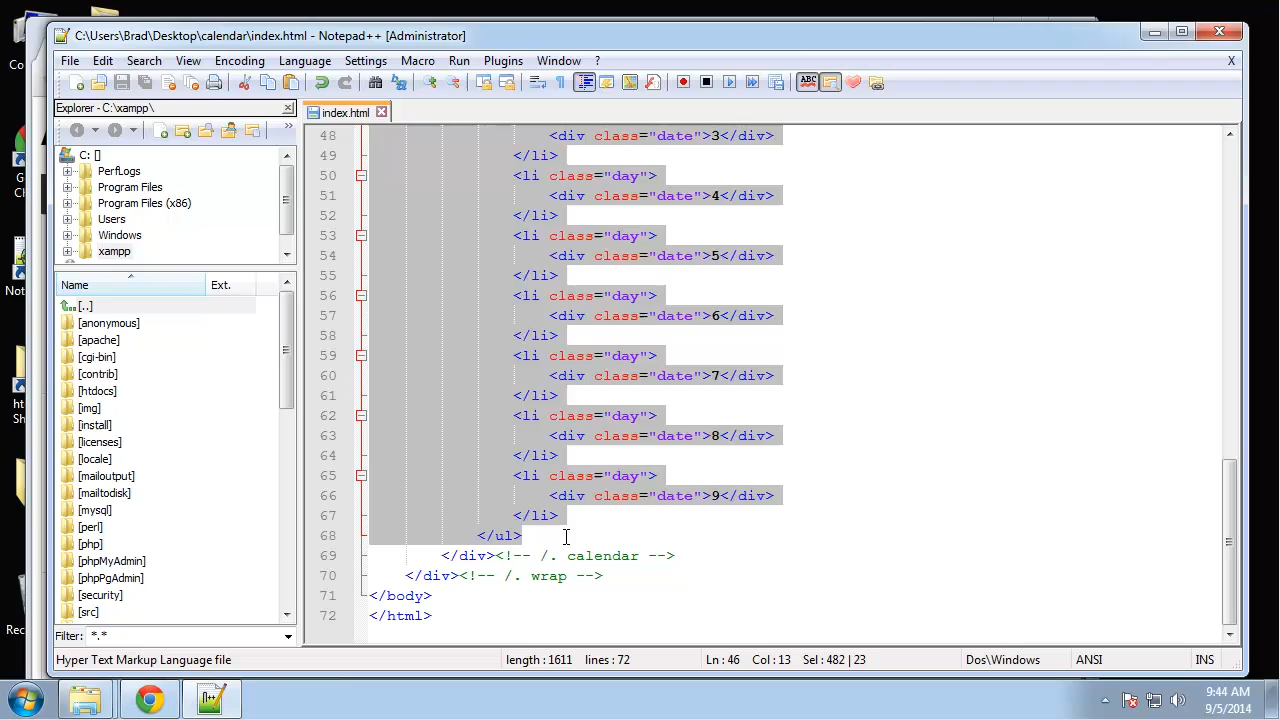 C:\Users\Brad\Desktop\calendar\index.html - Notepad++ [Administrator]
File Edit Search View Encoding Language Settings Macro Run Plugins Window ? X
ABC
Explorer - C:\xampp\
index.html
C: []
PerfLogs
Program Files
Program Files (x86)
Users
Windows
xampp
Name Ext.
[..]
[anonymous]
[apache]
[cgi-bin]
[contrib]
[htdocs]
[img]
[install]
[licenses]
[locale]
[mailoutput]
[mailtodisk]
[mysql]
[perl]
[php]
[phpMyAdmin]
[phpPgAdmin]
[security]
[src]
Filter: *.*
48 <div class="date">3</div>
49 </li>
50 <li class="day">
51 <div class="date">4</div>
52 </li>
53 <li class="day">
54 <div class="date">5</div>
55 </li>
56 <li class="day">
57 <div class="date">6</div>
58 </li>
59 <li class="day">
60 <div class="date">7</div>
61 </li>
62 <li class="day">
63 <div class="date">8</div>
64 </li>
65 <li class="day">
66 <div class="date">9</div>
67 </li>
68 </ul>
69 </div><!-- /. calendar -->
70 </div><!-- /. wrap -->
71 </body>
72 </html>
Hyper Text Markup Language file length : 1611 lines : 72 Ln : 46 Col : 13 Sel : 482 | 23 Dos\Windows ANSI INS
9:44 AM
9/5/2014